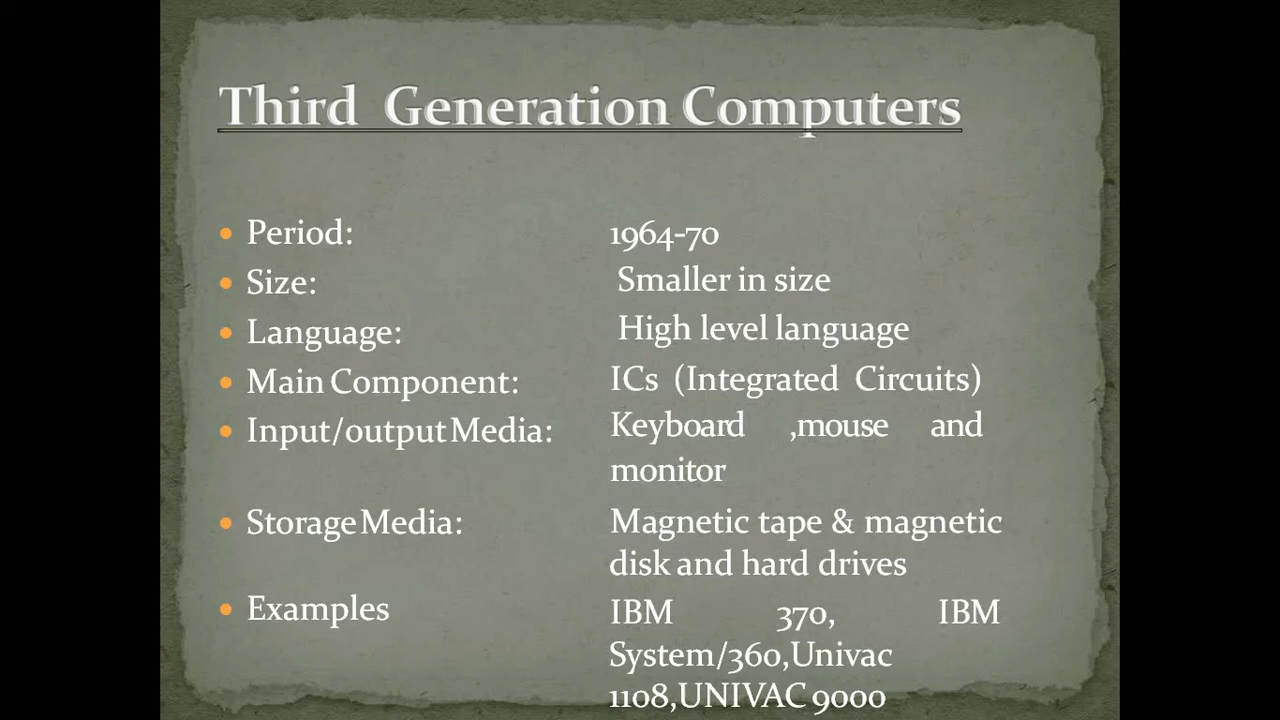 Third Generation Computers
Period: 1964-70
Size: Smaller in size
Language: High level language
Main Component: ICs (Integrated Circuits)
Input/output Media: Keyboard ,mouse and
monitor
Storage Media: Magnetic tape & magnetic
disk and hard drives
Examples IBM 370, IBM
System/360,Univac
1108,UNIVAC 9000